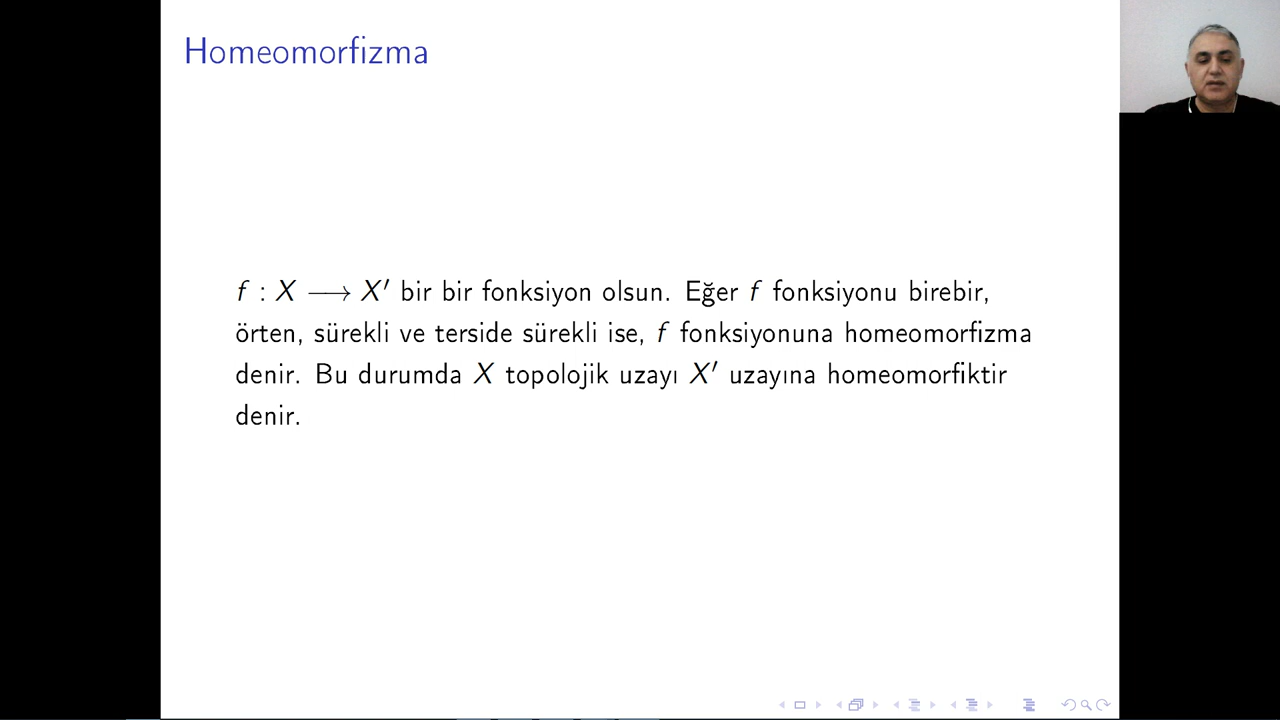 Homeomorfizma
f : X ⟶ X′ bir bir fonksiyon olsun. Eğer f fonksiyonu birebir,
örten, sürekli ve terside sürekli ise, f fonksiyonuna homeomorfizma
denir. Bu durumda X topolojik uzayı X′ uzayına homeomorfiktir
denir.